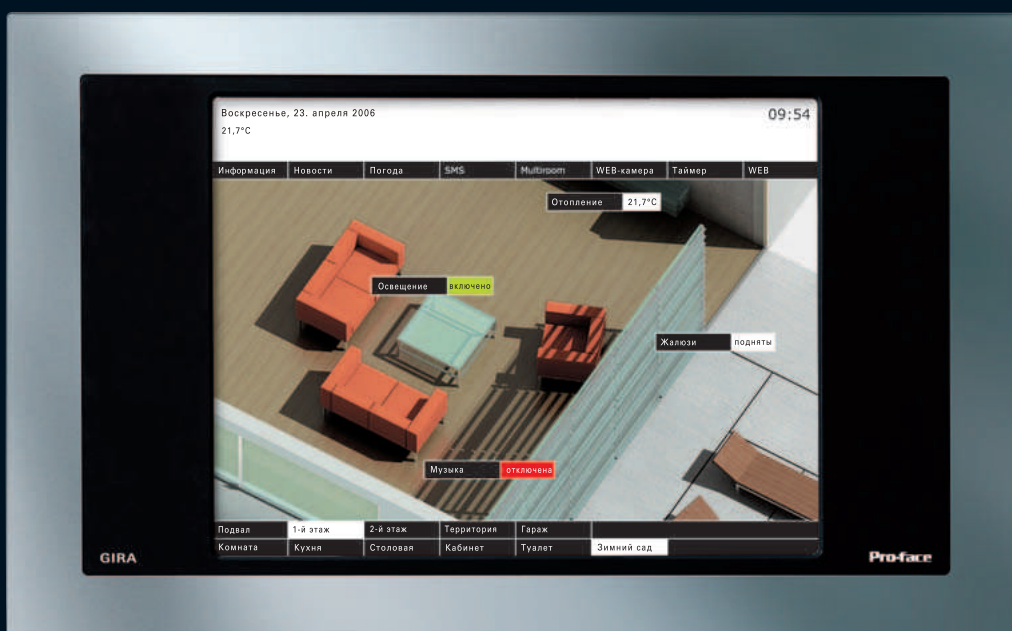 Воскресенье, 23. апреля 2006
09:54
21,7°C
Информация Новости Погода SMS Multiroom WEB-камера Таймер WEB
Отопление 21,7°C
Освещение включено
Жалюзи подняты
Музыка отключена
Подвал 1-й этаж 2-й этаж Территория Гараж
Комната Кухня Столовая Кабинет Туалет Зимний сад
GIRA
Pro-face